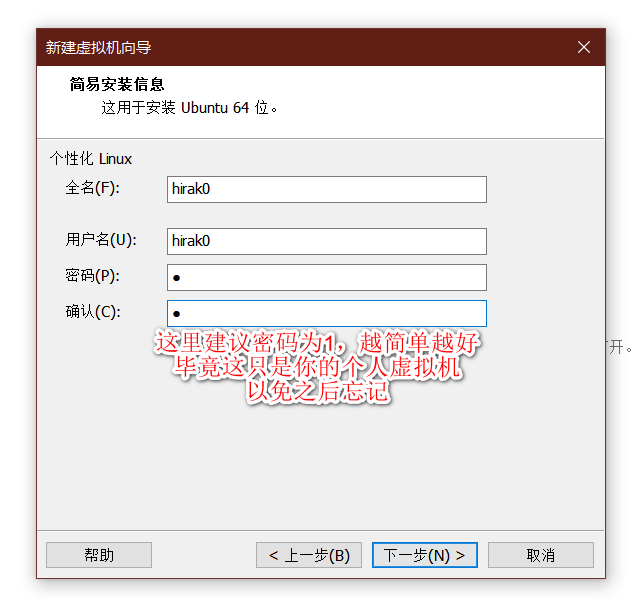 新建虚拟机向导
简易安装信息
这用于安装 Ubuntu 64 位。
个性化 Linux
全名(F): hirak0
用户名(U): hirak0
密码(P): ●
确认(C): ●
这里建议密码为1，越简单越好
开。
毕竟这只是你的个人虚拟机
以免之后忘记
帮助 < 上一步(B) 下一步(N) > 取消